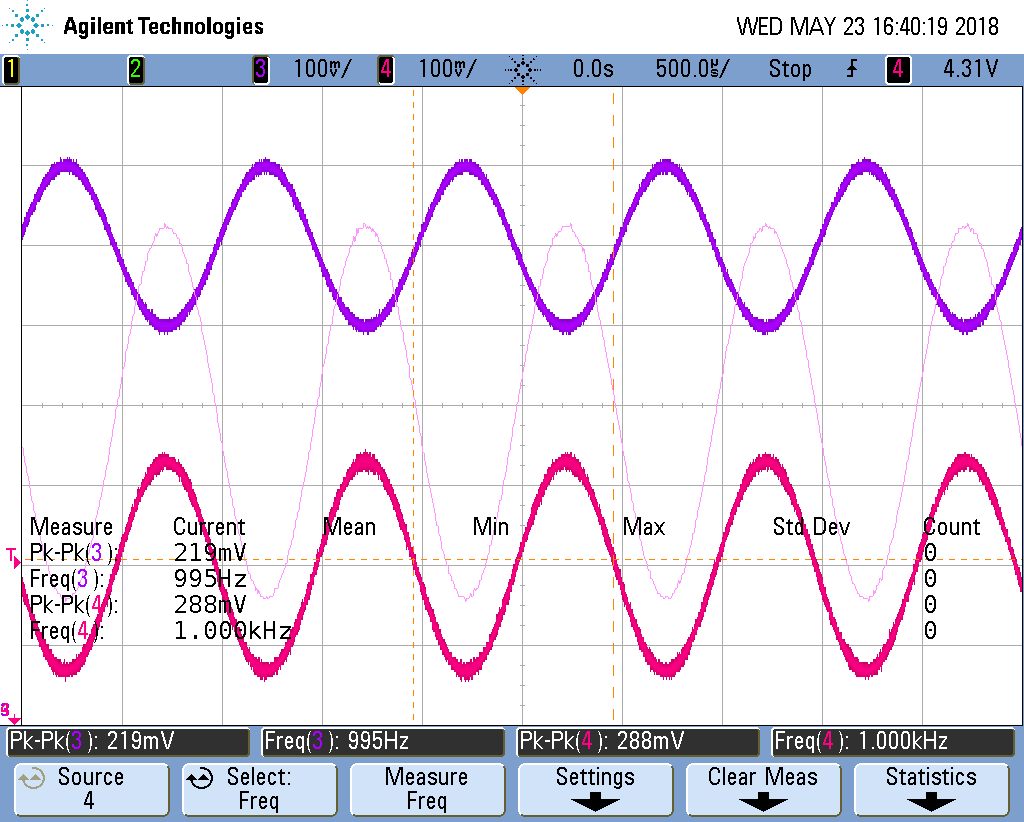 Agilent Technologies WED MAY 23 16:40:19 2018
1 2 3 100mV/ 4 100mV/ 0.0s 500.0µs/ Stop 4 4.31V
Measure Current Mean Min Max Std Dev Count
T Pk-Pk(3): 219mV 0
Freq(3): 995Hz 0
Pk-Pk(4): 288mV 0
Freq(4): 1.000kHz 0
Pk-Pk(3): 219mV Freq(3): 995Hz Pk-Pk(4): 288mV Freq(4): 1.000kHz
Source Select: Measure Settings Clear Meas Statistics
4 Freq Freq